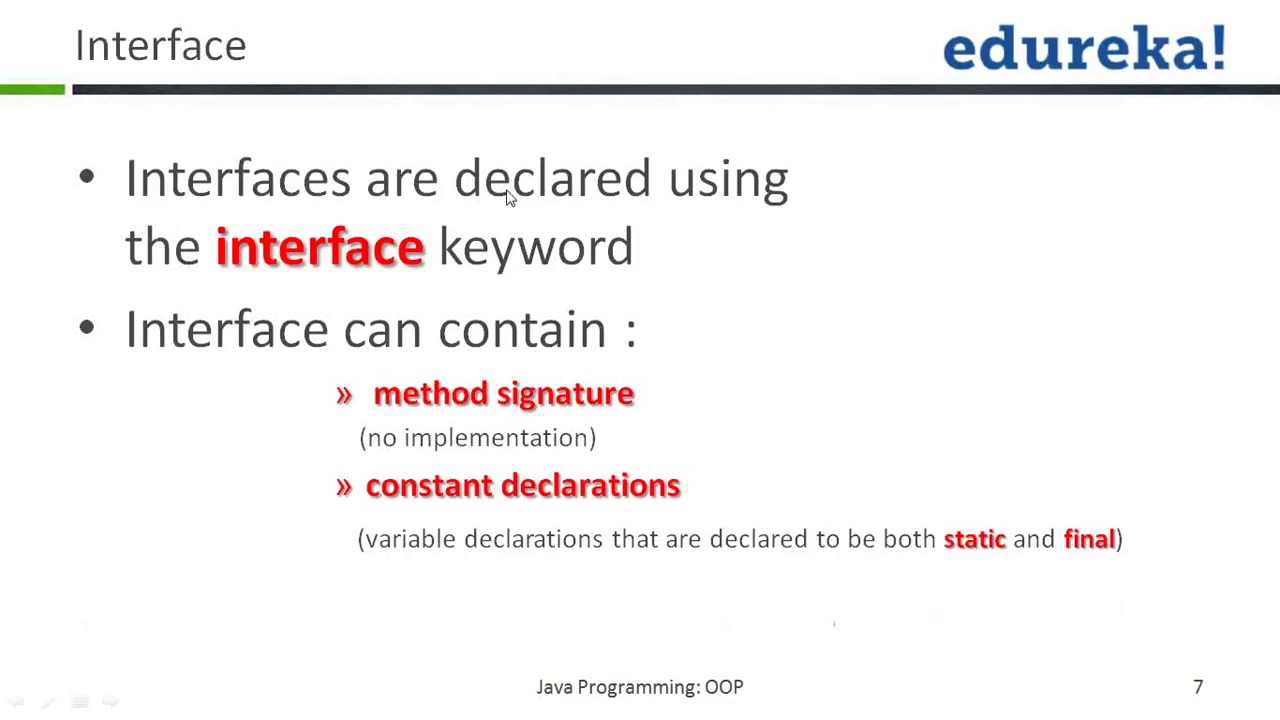 Interface
edureka!
• Interfaces are declared using
the interface keyword
• Interface can contain :
» method signature
(no implementation)
» constant declarations
(variable declarations that are declared to be both static and final)
Java Programming: OOP
7